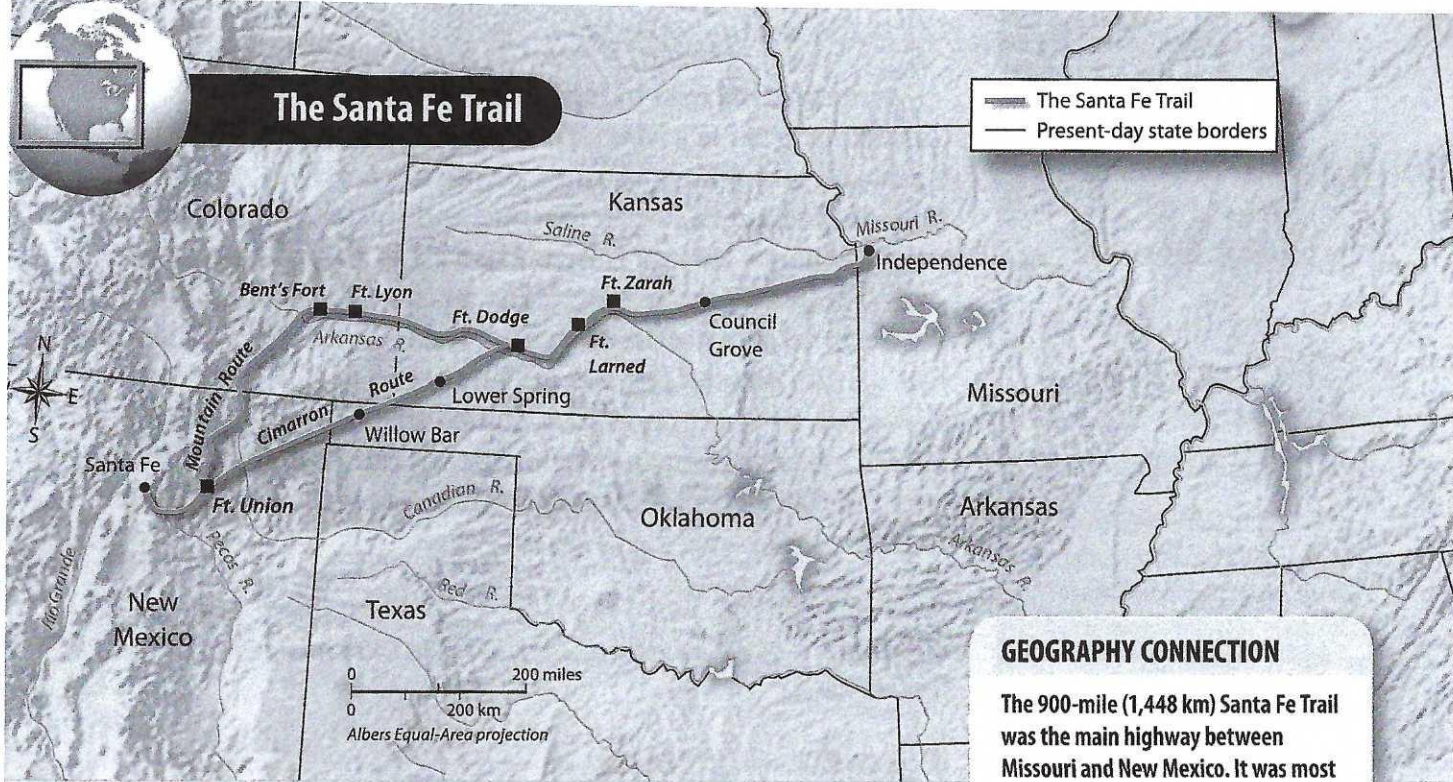 The Santa Fe Trail
The Santa Fe Trail
Present-day state borders
Colorado
Kansas
Saline R.
Missouri R.
Independence
Bent's Fort
Ft. Lyon
Ft. Zarah
Ft. Dodge
Arkansas R.
Council
Grove
Ft.
Larned
N
E
S
Mountain Route
Cimarron Route
Lower Spring
Missouri
Willow Bar
Santa Fe
Ft. Union
Canadian R.
Oklahoma
Arkansas
Arkansas R.
Pecos R.
Rio Grande
New
Mexico
Texas
Red R.
0 200 miles
0 200 km
Albers Equal-Area projection
GEOGRAPHY CONNECTION
The 900-mile (1,448 km) Santa Fe Trail
was the main highway between
Missouri and New Mexico. It was most